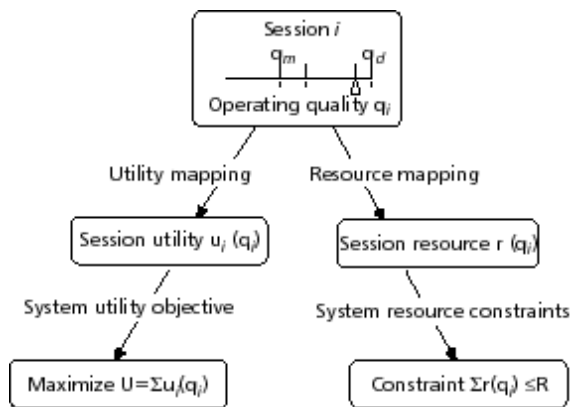 Session i
qm qd
Operating quality qi
Utility mapping Resource mapping
Session utility ui (qi) Session resource r (qi)
System utility objective System resource constraints
Maximize U=Σui(qi) Constraint Σr(qi) ≤R